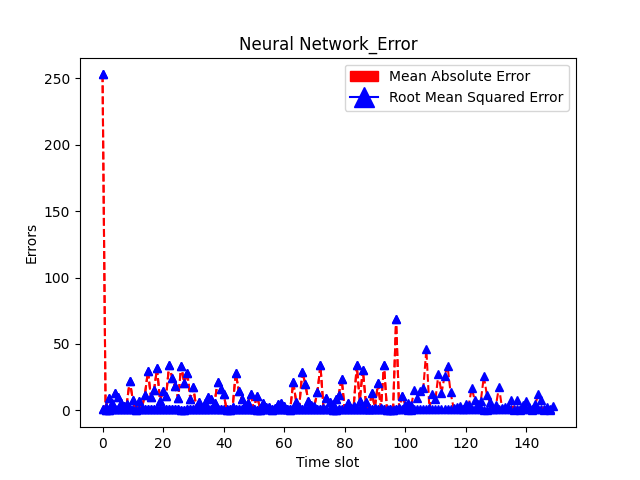 Neural Network_Error
Mean Absolute Error
Root Mean Squared Error
250
200
150
100
50
0
Errors
0 20 40 60 80 100 120 140
Time slot